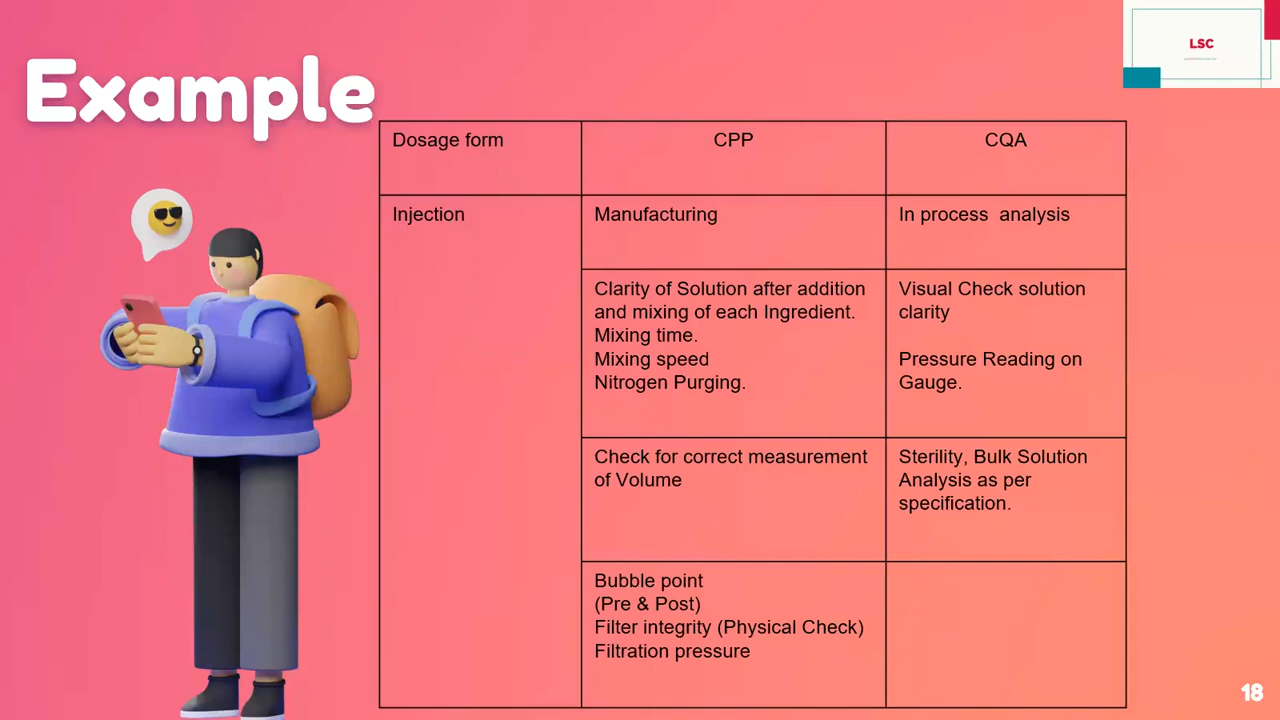 LSC
Example
Dosage form
CPP
CQA
Injection
Manufacturing
In process  analysis
Clarity of Solution after addition
and mixing of each Ingredient.
Mixing time.
Mixing speed
Nitrogen Purging.
Visual Check solution
clarity
Pressure Reading on
Gauge.
Check for correct measurement
of Volume
Sterility, Bulk Solution
Analysis as per
specification.
Bubble point
(Pre & Post)
Filter integrity (Physical Check)
Filtration pressure
18